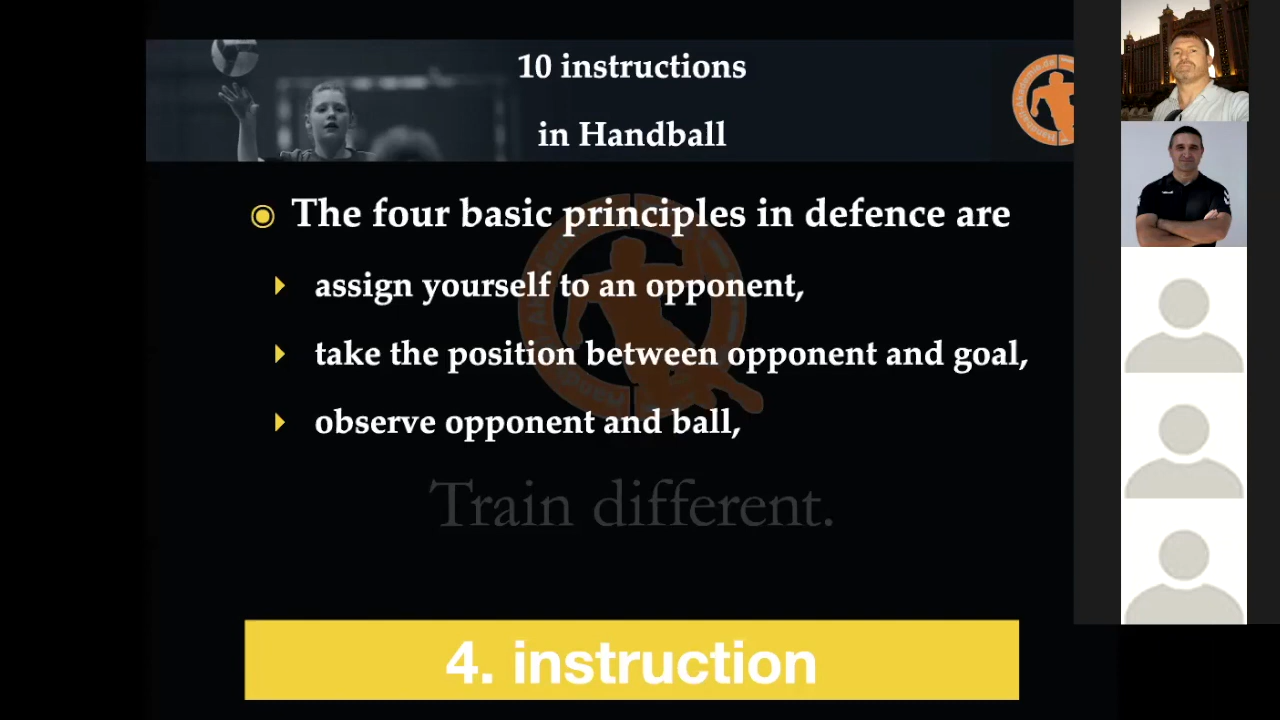 10 instructions
in Handball
The four basic principles in defence are
assign yourself to an opponent,
take the position between opponent and goal,
observe opponent and ball,
Train different.
4. instruction